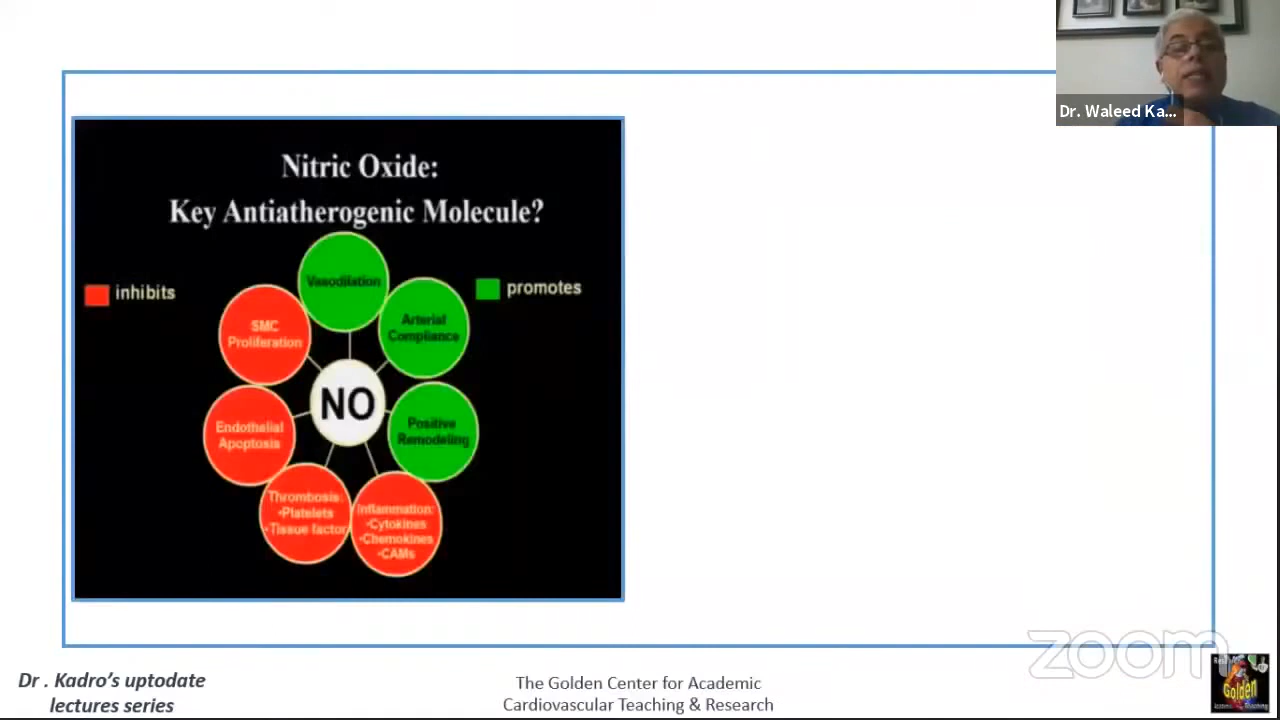 Dr. Waleed Ka...
Nitric Oxide:
Key Antiatherogenic Molecule?
inhibits
promotes
Vasodilation
Arterial
Compliance
Positive
Remodeling
Inflammation:
•Cytokines
•Chemokines
•CAMs
Thrombosis:
•Platelets
•Tissue factor
Endothelial
Apoptosis
SMC
Proliferation
NO
zoom
Dr . Kadro’s uptodate
lectures series
The Golden Center for Academic
Cardiovascular Teaching & Research
Golden